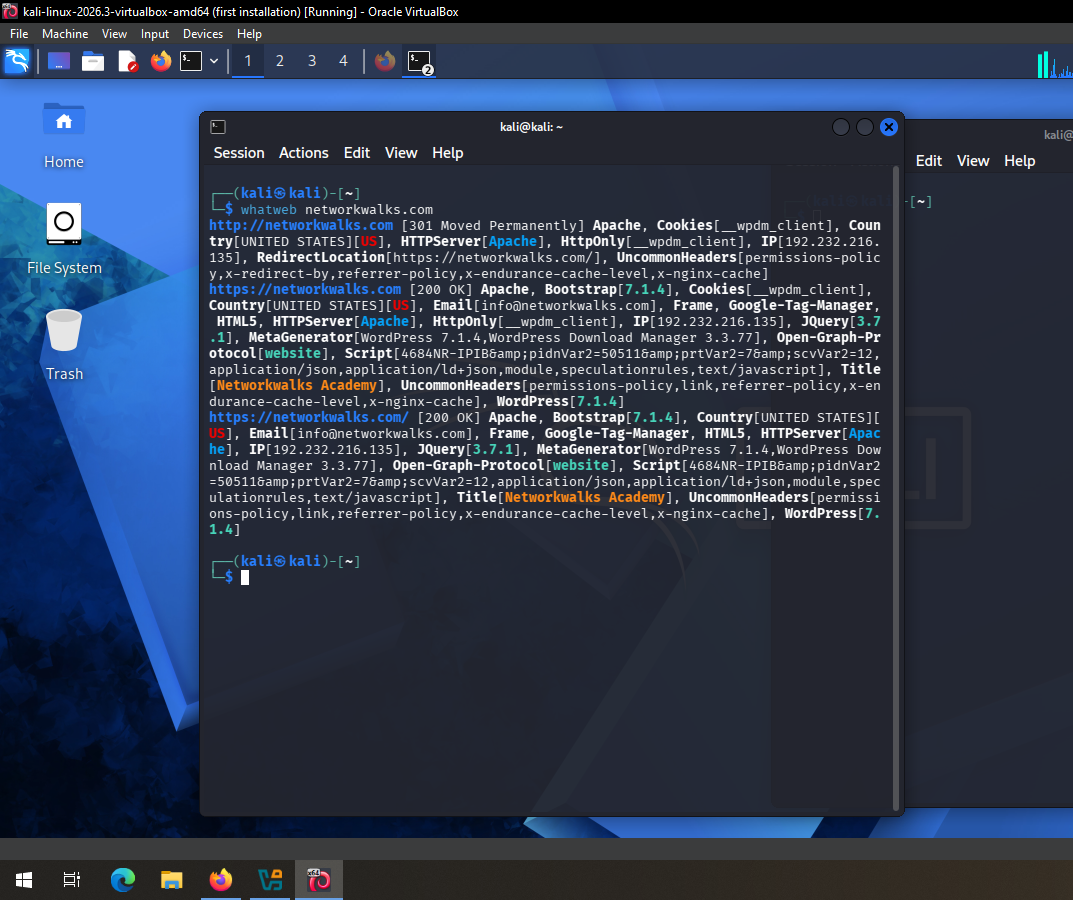 kali-linux-2026.3-virtualbox-amd64 (first installation) [Running] - Oracle VirtualBox
File Machine View Input Devices Help
1 2 3 4
2
Home
File System
Trash
kali@kali: ~
Session Actions Edit View Help
┌──(kali㉿kali)-[~]
└─$ whatweb networkwalks.com
http://networkwalks.com [301 Moved Permanently] Apache, Cookies[__wpdm_client], Coun
try[UNITED STATES][US], HTTPServer[Apache], HttpOnly[__wpdm_client], IP[192.232.216.
135], RedirectLocation[https://networkwalks.com/], UncommonHeaders[permissions-polic
y,x-redirect-by,referrer-policy,x-endurance-cache-level,x-nginx-cache]
https://networkwalks.com [200 OK] Apache, Bootstrap[7.1.4], Cookies[__wpdm_client],
Country[UNITED STATES][US], Email[info@networkwalks.com], Frame, Google-Tag-Manager,
HTML5, HTTPServer[Apache], HttpOnly[__wpdm_client], IP[192.232.216.135], JQuery[3.7
.1], MetaGenerator[WordPress 7.1.4,WordPress Download Manager 3.3.77], Open-Graph-Pr
otocol[website], Script[4684NR-IPIB&amp;pidnVar2=50511&amp;prtVar2=7&amp;scvVar2=12,
application/json,application/ld+json,module,speculationrules,text/javascript], Title
[Networkwalks Academy], UncommonHeaders[permissions-policy,link,referrer-policy,x-en
durance-cache-level,x-nginx-cache], WordPress[7.1.4]
https://networkwalks.com/ [200 OK] Apache, Bootstrap[7.1.4], Country[UNITED STATES][
US], Email[info@networkwalks.com], Frame, Google-Tag-Manager, HTML5, HTTPServer[Apac
he], IP[192.232.216.135], JQuery[3.7.1], MetaGenerator[WordPress 7.1.4,WordPress Dow
nload Manager 3.3.77], Open-Graph-Protocol[website], Script[4684NR-IPIB&amp;pidnVar2
=50511&amp;prtVar2=7&amp;scvVar2=12,application/json,application/ld+json,module,spec
ulationrules,text/javascript], Title[Networkwalks Academy], UncommonHeaders[permissi
ons-policy,link,referrer-policy,x-endurance-cache-level,x-nginx-cache], WordPress[7.
1.4]
┌──(kali㉿kali)-[~]
└─$
kali@
Edit View Help
-[~]